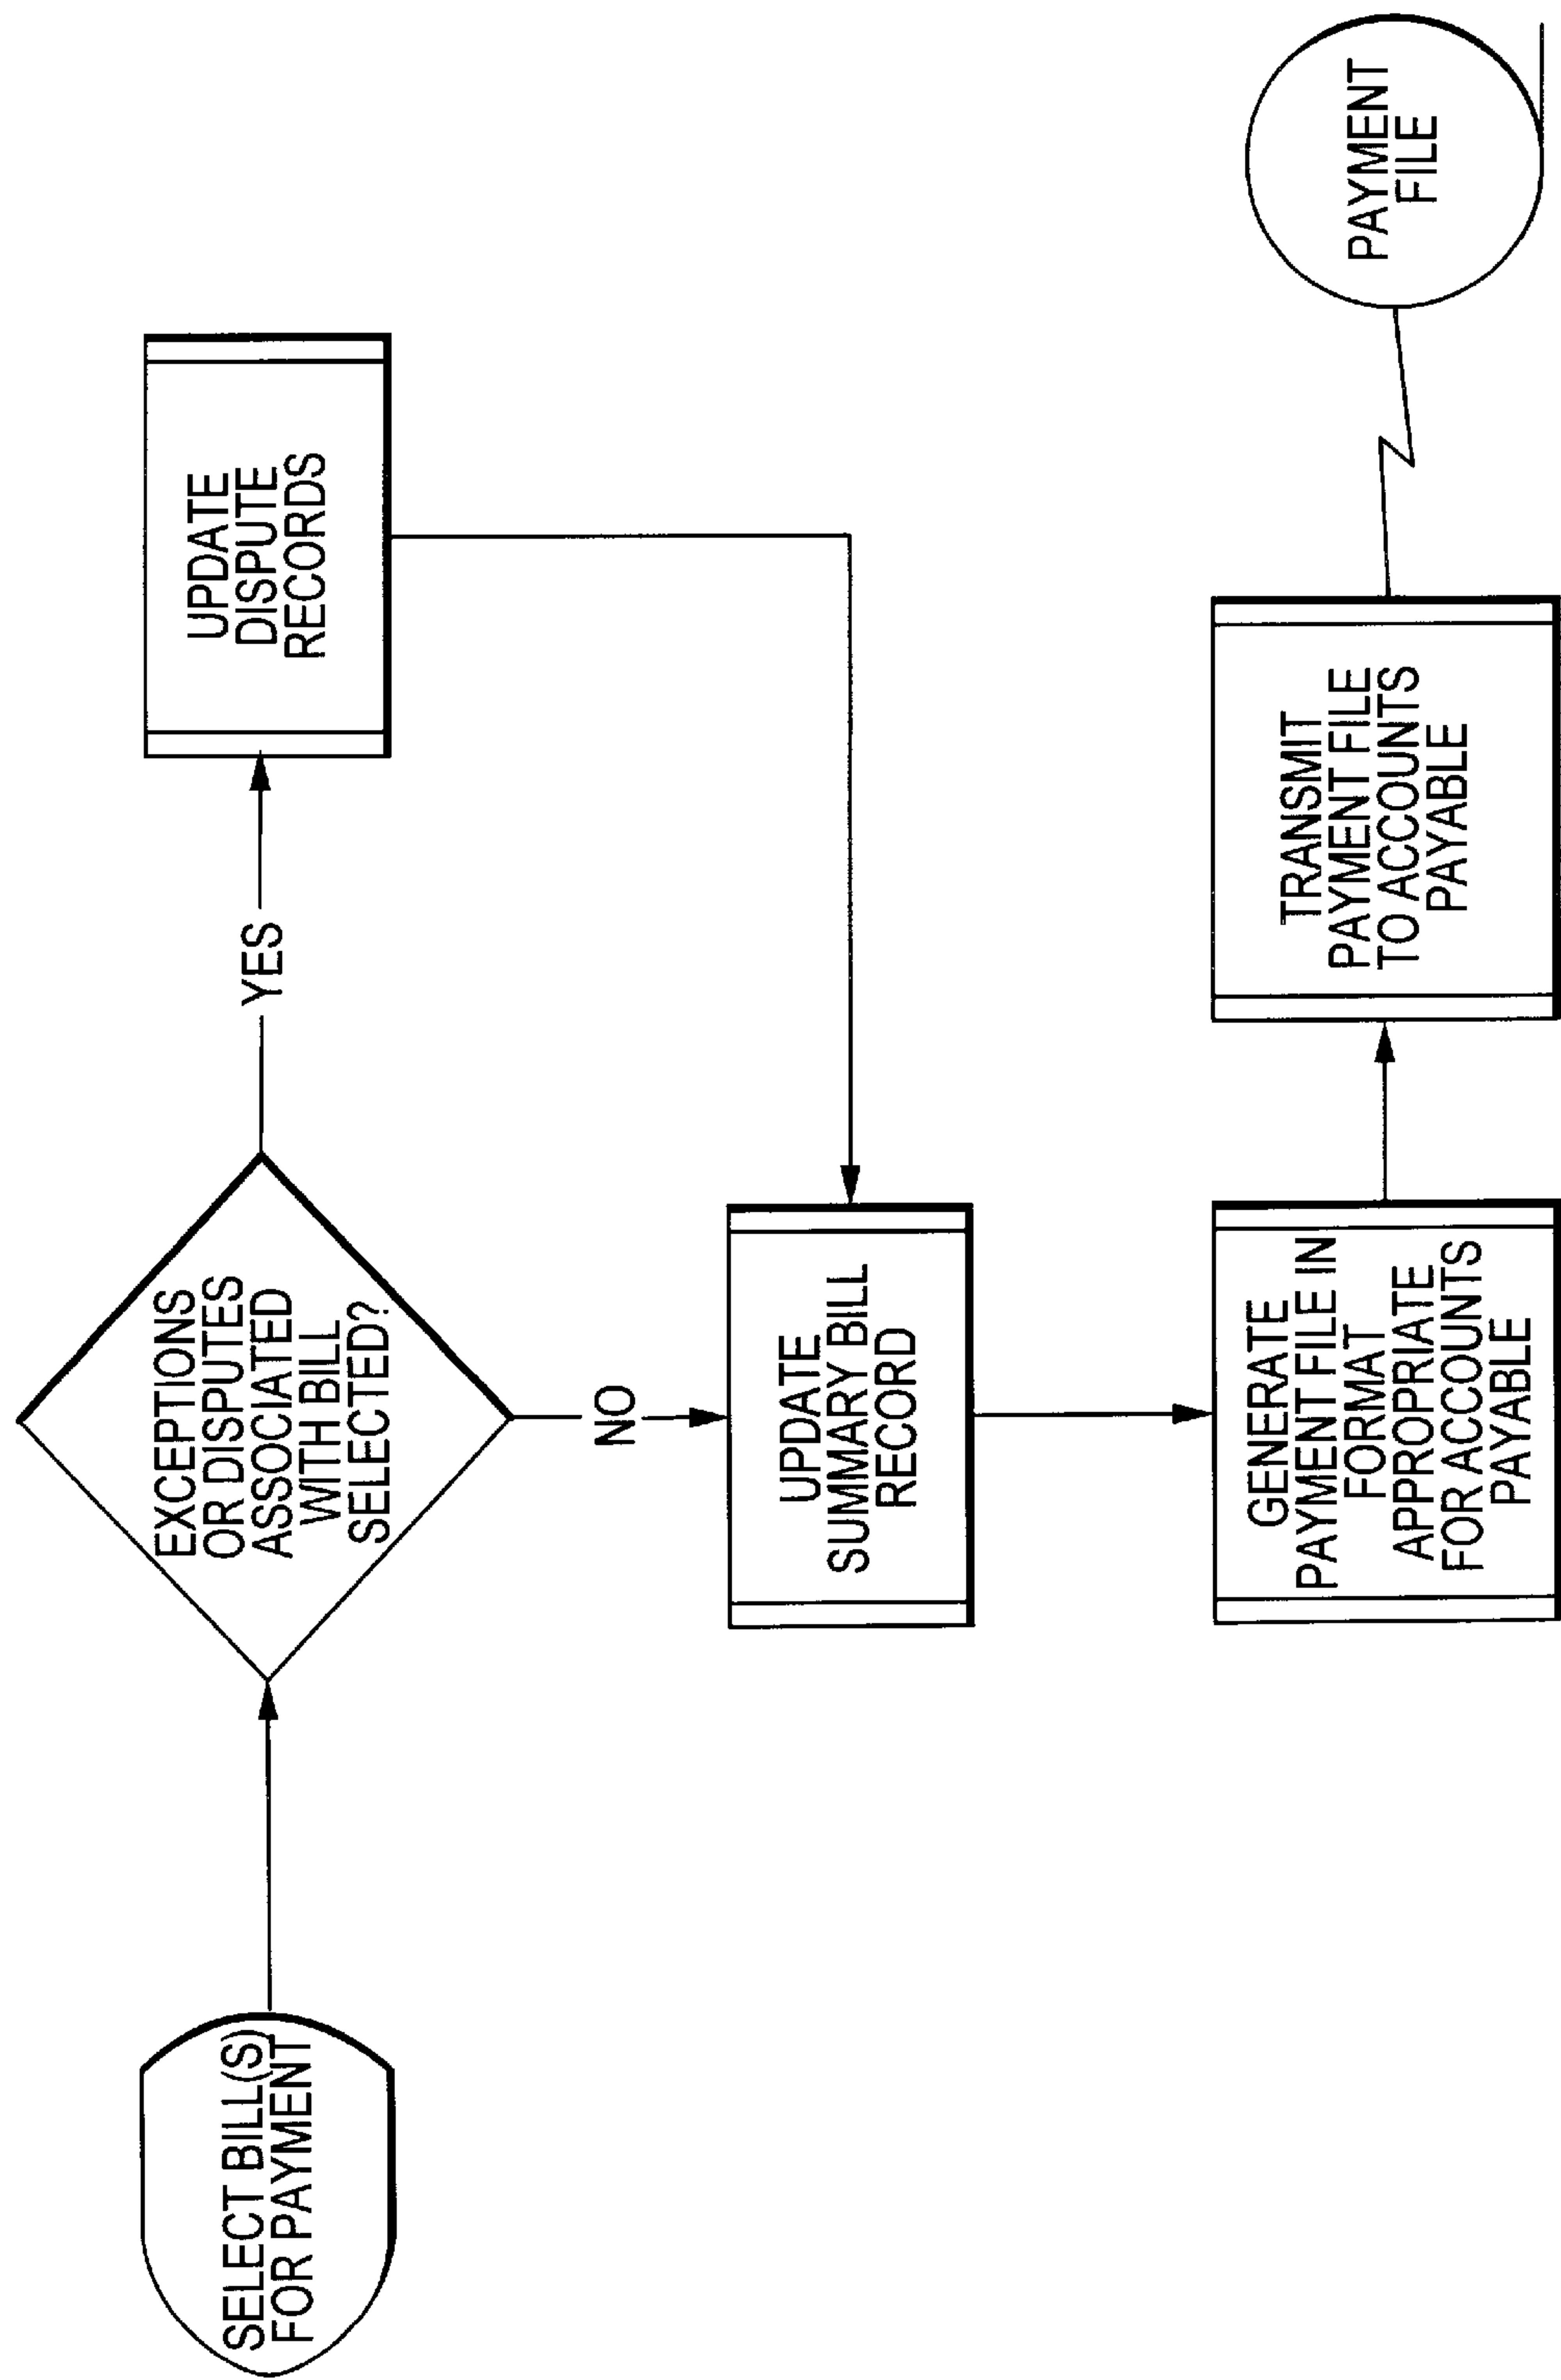 SELECT BILL(S)
FOR PAYMENT
EXCEPTIONS
OR DISPUTES
ASSOCIATED
WITH BILL
SELECTED?
YES
UPDATE
DISPUTE
RECORDS
NO
UPDATE
SUMMARY BILL
RECORD
GENERATE
PAYMENT FILE IN
FORMAT
APPROPRIATE
FOR ACCOUNTS
PAYABLE
TRANSMIT
PAYMENT FILE
TO ACCOUNTS
PAYABLE
PAYMENT
FILE